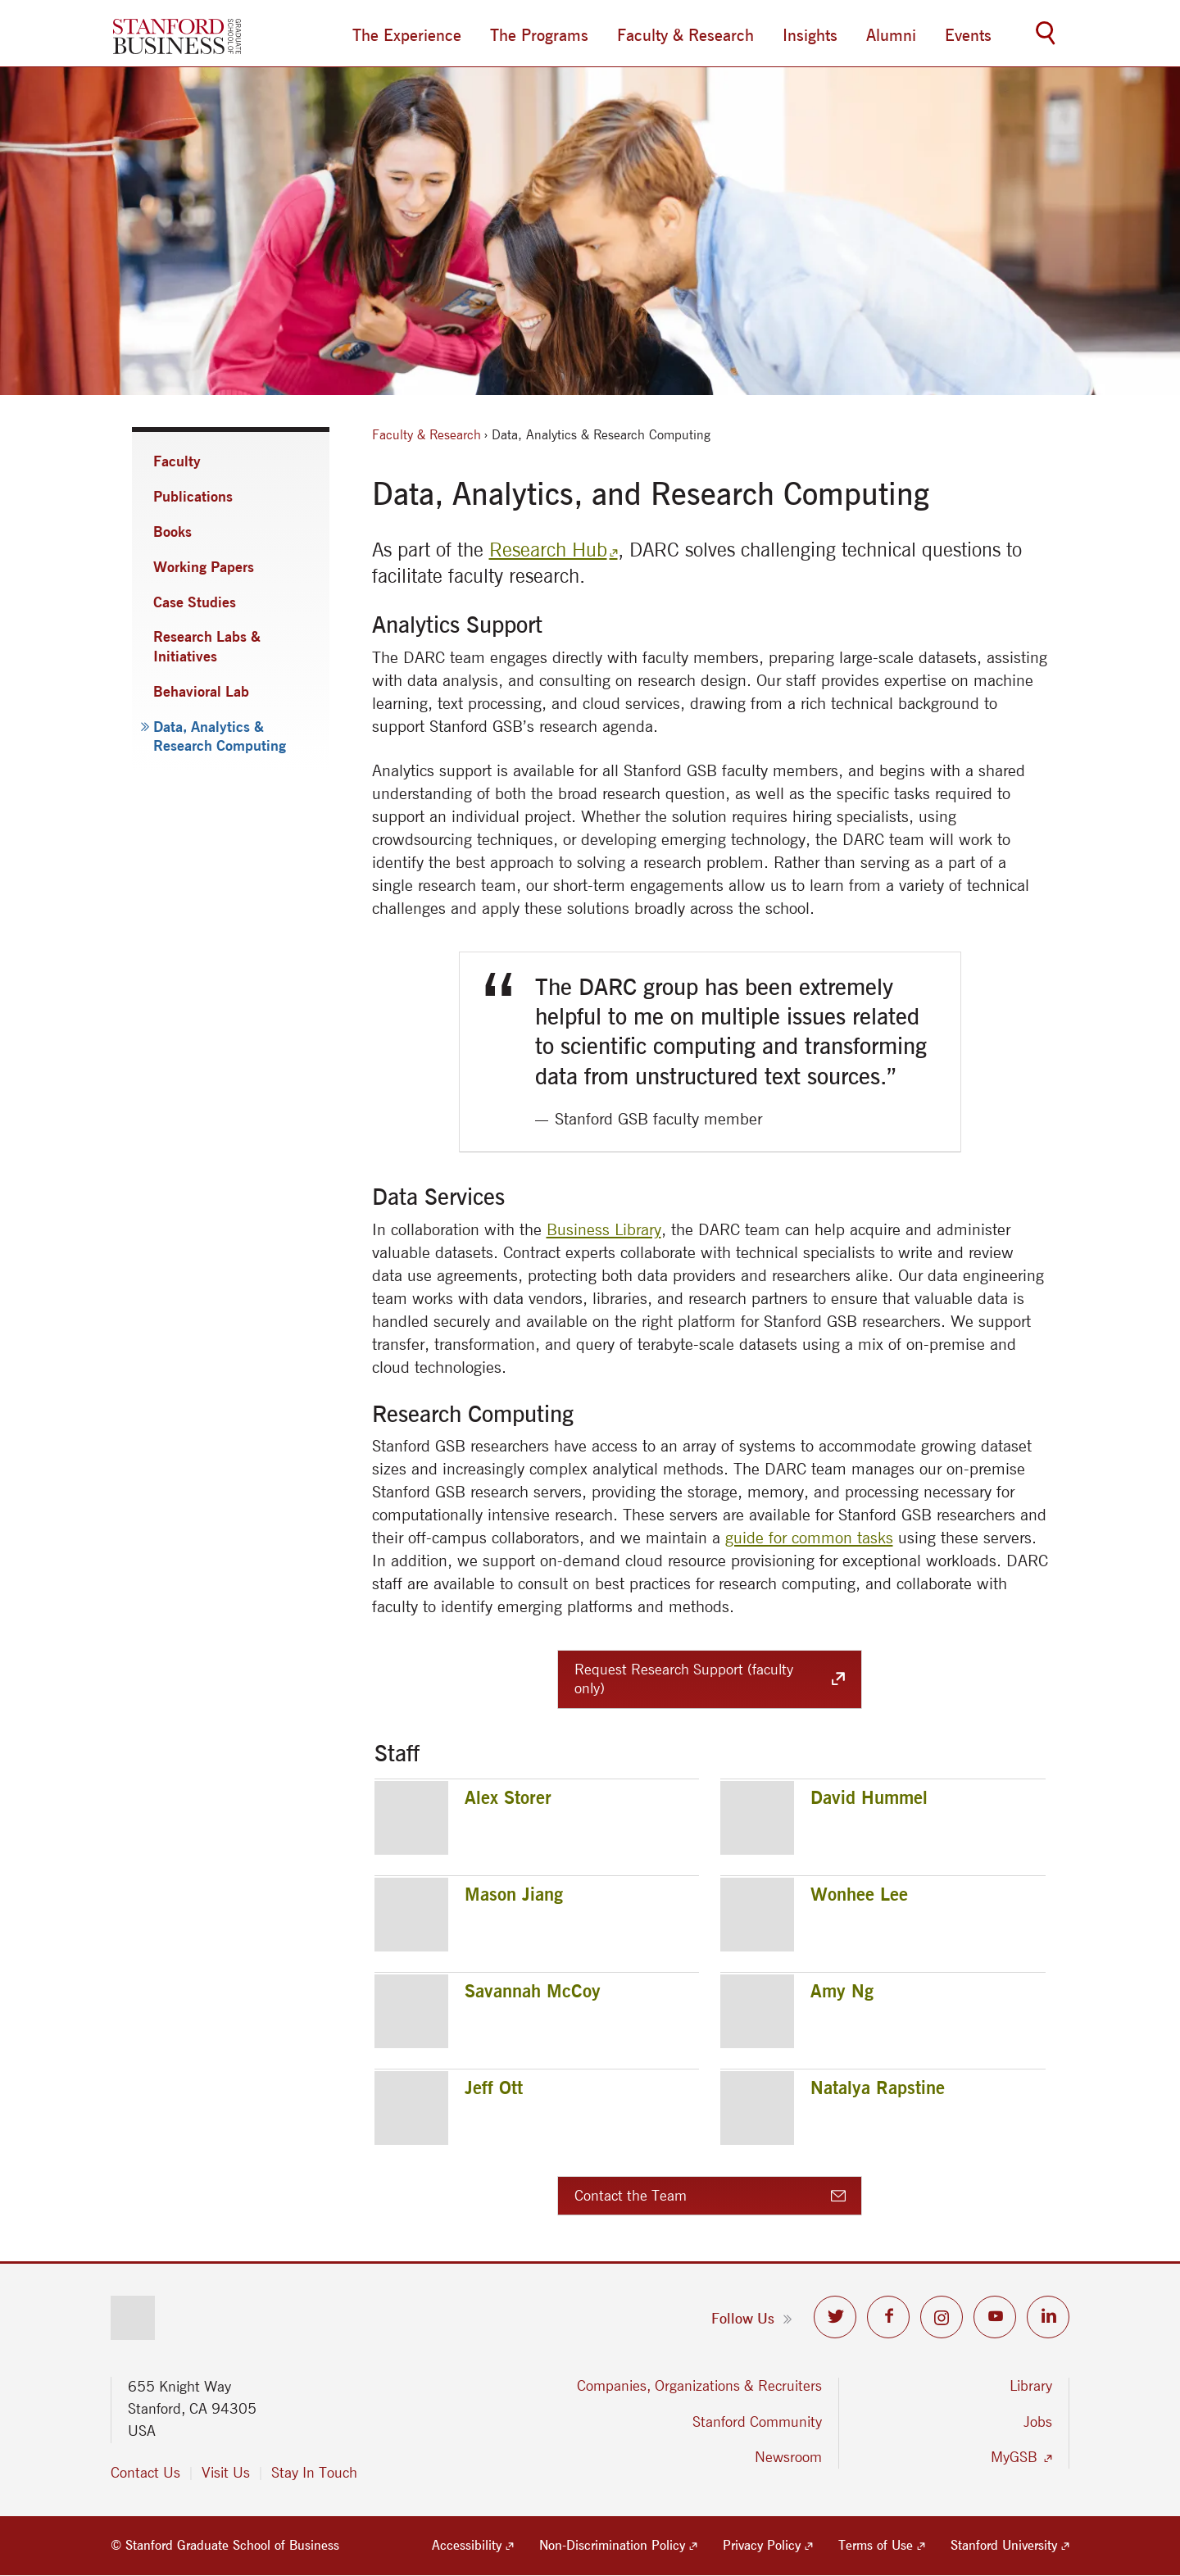 STANFORD
BUSINESS
GRADUATE
SCHOOL OF
The Experience
The Programs
Faculty & Research
Insights
Alumni
Events
Faculty
Publications
Books
Working Papers
Case Studies
Research Labs &
Initiatives
Behavioral Lab
» Data, Analytics &
Research Computing
Faculty & Research › Data, Analytics & Research Computing
Data, Analytics, and Research Computing
As part of the Research Hub, DARC solves challenging technical questions to
facilitate faculty research.
Analytics Support
The DARC team engages directly with faculty members, preparing large-scale datasets, assisting
with data analysis, and consulting on research design. Our staff provides expertise on machine
learning, text processing, and cloud services, drawing from a rich technical background to
support Stanford GSB’s research agenda.
Analytics support is available for all Stanford GSB faculty members, and begins with a shared
understanding of both the broad research question, as well as the specific tasks required to
support an individual project. Whether the solution requires hiring specialists, using
crowdsourcing techniques, or developing emerging technology, the DARC team will work to
identify the best approach to solving a research problem. Rather than serving as a part of a
single research team, our short-term engagements allow us to learn from a variety of technical
challenges and apply these solutions broadly across the school.
“ The DARC group has been extremely
helpful to me on multiple issues related
to scientific computing and transforming
data from unstructured text sources.”
— Stanford GSB faculty member
Data Services
In collaboration with the Business Library, the DARC team can help acquire and administer
valuable datasets. Contract experts collaborate with technical specialists to write and review
data use agreements, protecting both data providers and researchers alike. Our data engineering
team works with data vendors, libraries, and research partners to ensure that valuable data is
handled securely and available on the right platform for Stanford GSB researchers. We support
transfer, transformation, and query of terabyte-scale datasets using a mix of on-premise and
cloud technologies.
Research Computing
Stanford GSB researchers have access to an array of systems to accommodate growing dataset
sizes and increasingly complex analytical methods. The DARC team manages our on-premise
Stanford GSB research servers, providing the storage, memory, and processing necessary for
computationally intensive research. These servers are available for Stanford GSB researchers and
their off-campus collaborators, and we maintain a guide for common tasks using these servers.
In addition, we support on-demand cloud resource provisioning for exceptional workloads. DARC
staff are available to consult on best practices for research computing, and collaborate with
faculty to identify emerging platforms and methods.
Request Research Support (faculty
only)
Staff
Alex Storer
David Hummel
Mason Jiang
Wonhee Lee
Savannah McCoy
Amy Ng
Jeff Ott
Natalya Rapstine
Contact the Team
Follow Us »
655 Knight Way
Stanford, CA 94305
USA
Contact Us | Visit Us | Stay In Touch
Companies, Organizations & Recruiters
Stanford Community
Newsroom
Library
Jobs
MyGSB
© Stanford Graduate School of Business
Accessibility
Non-Discrimination Policy
Privacy Policy
Terms of Use
Stanford University